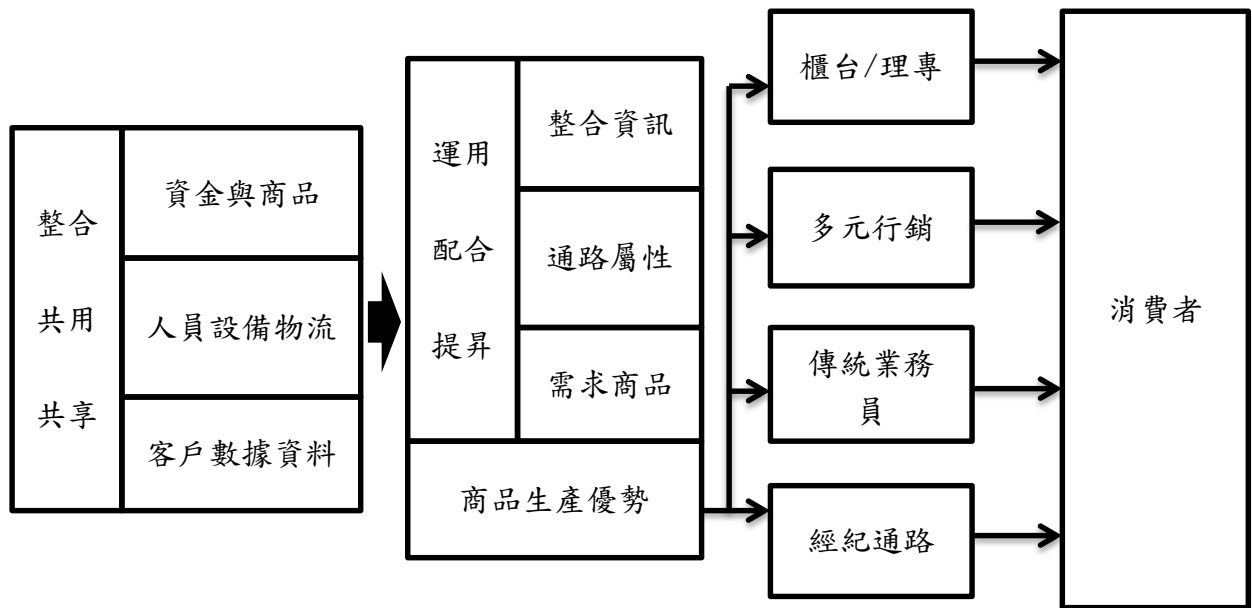 整合
共用
共享
資金與商品
人員設備物流
客戶數據資料
運用
配合
提昇
整合資訊
通路屬性
需求商品
商品生產優勢
櫃台/理專
多元行銷
傳統業務
員
經紀通路
消費者